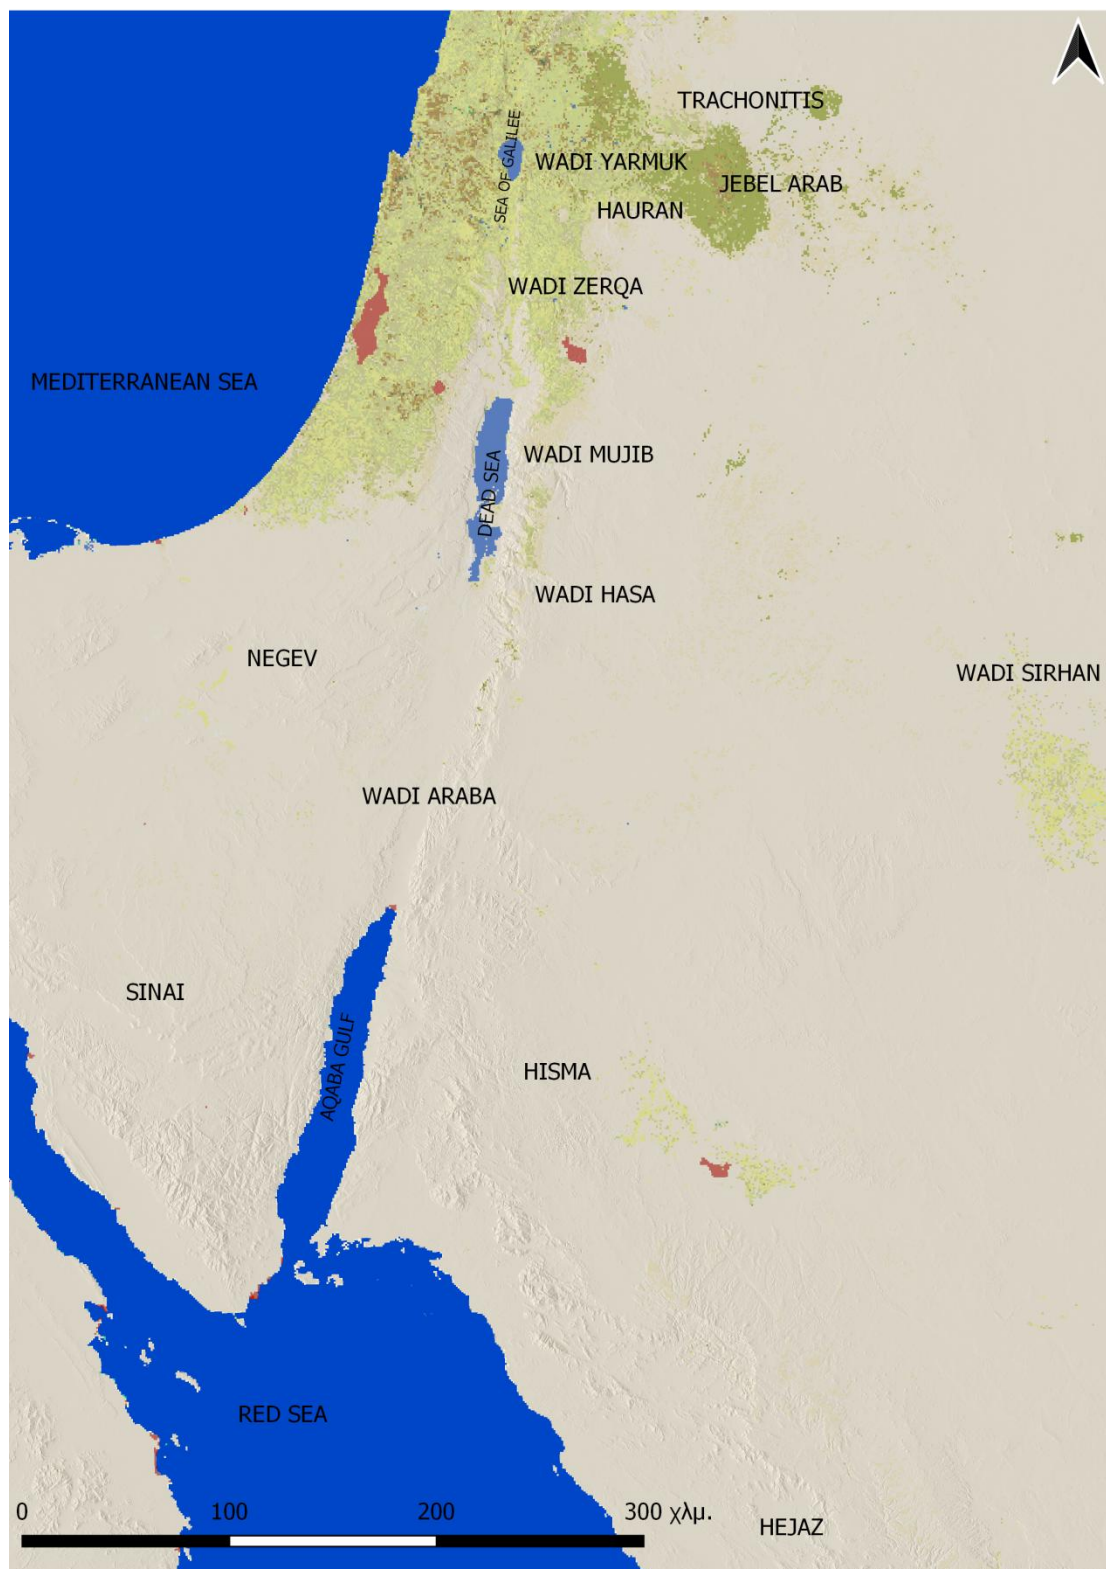 TRACHONITIS
SEA OF GALILEE
WADI YARMUK
JEBEL ARAB
HAURAN
WADI ZERQA
MEDITERRANEAN SEA
WADI MUJIB
DEAD SEA
WADI HASA
NEGEV
WADI SIRHAN
WADI ARABA
SINAI
AQABA GULF
HISMA
RED SEA
0 100 200 300 χλμ.
HEJAZ